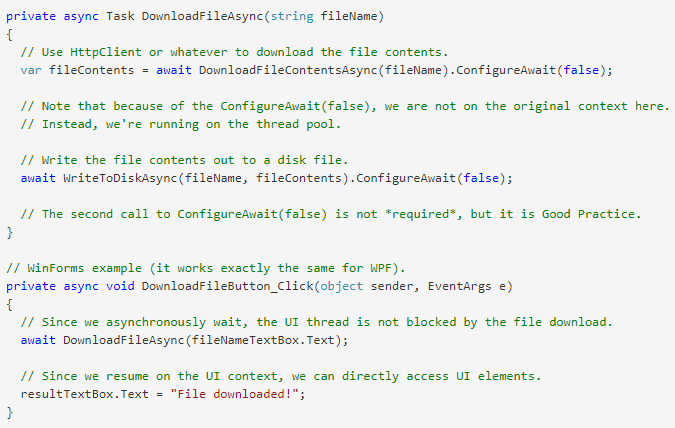 private async Task DownloadFileAsync(string fileName)
{
  // Use HttpClient or whatever to download the file contents.
  var fileContents = await DownloadFileContentsAsync(fileName).ConfigureAwait(false);

  // Note that because of the ConfigureAwait(false), we are not on the original context here.
  // Instead, we're running on the thread pool.

  // Write the file contents out to a disk file.
  await WriteToDiskAsync(fileName, fileContents).ConfigureAwait(false);

  // The second call to ConfigureAwait(false) is not *required*, but it is Good Practice.
}

// WinForms example (it works exactly the same for WPF).
private async void DownloadFileButton_Click(object sender, EventArgs e)
{
  // Since we asynchronously wait, the UI thread is not blocked by the file download.
  await DownloadFileAsync(fileNameTextBox.Text);

  // Since we resume on the UI context, we can directly access UI elements.
  resultTextBox.Text = "File downloaded!";
}